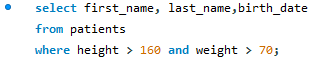 select first_name, last_name,birth_date
from patients
where height > 160 and weight > 70;